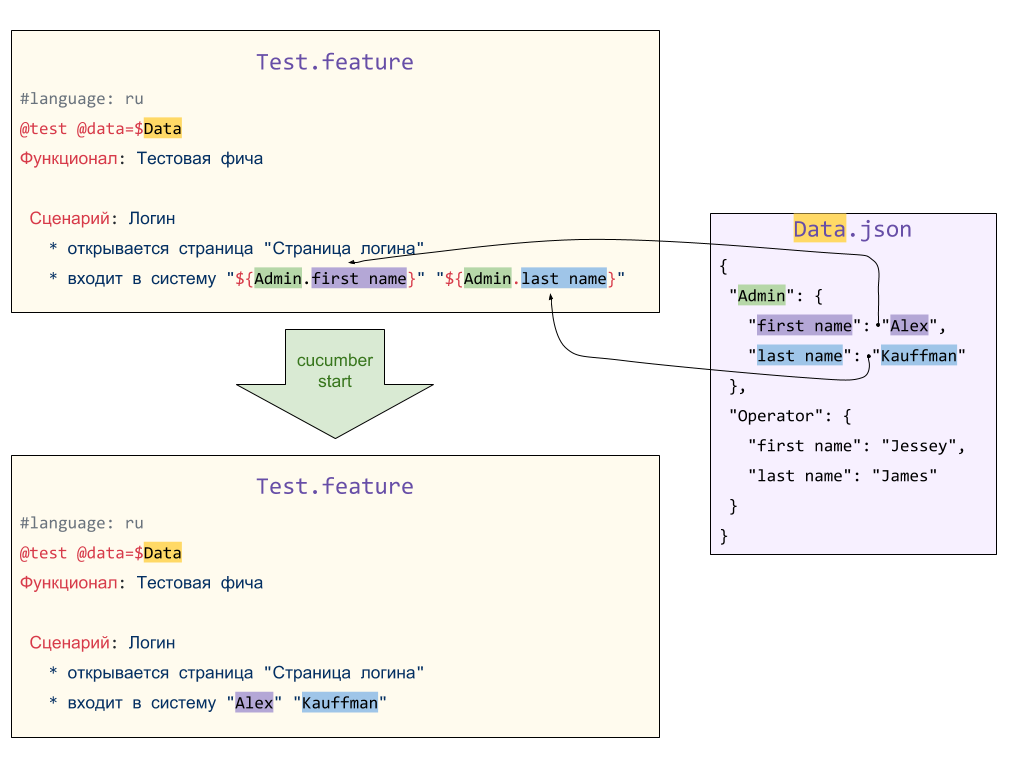 Test.feature
#language: ru
@test @data=$Data
Функционал: Тестовая фича
Сценарий: Логин
* открывается страница "Страница логина"
* входит в систему "${Admin.first name}" "${Admin.last name}"
cucumber
start
Test.feature
#language: ru
@test @data=$Data
Функционал: Тестовая фича
Сценарий: Логин
* открывается страница "Страница логина"
* входит в систему "Alex" "Kauffman"
Data.json
{
"Admin": {
"first name": "Alex",
"last name": "Kauffman"
},
"Operator": {
"first name": "Jessey",
"last name": "James"
}
}